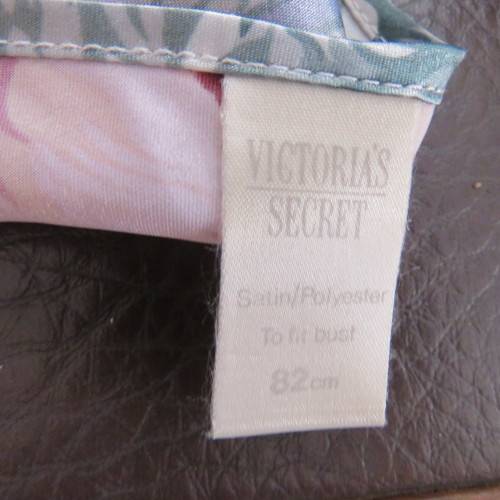 VICTORIA'S
SECRET
Satin/Polyester
To fit bust
82cm